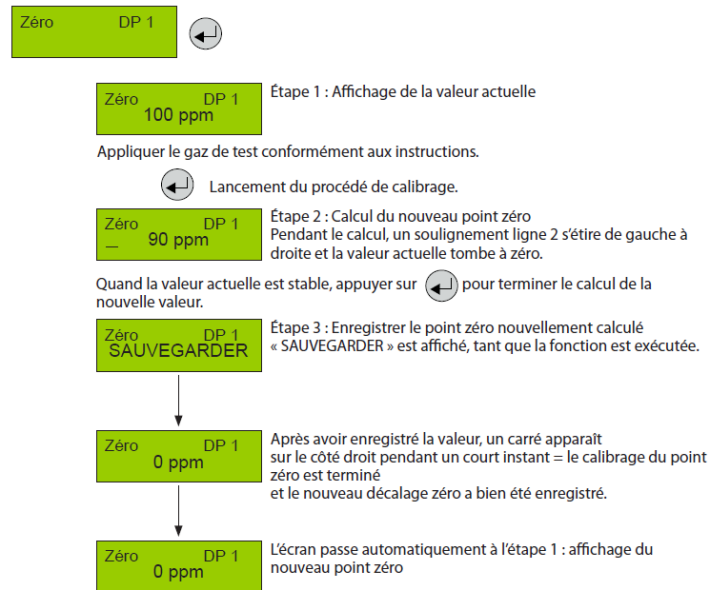 Zéro DP 1
Zéro DP 1
100 ppm
Étape 1 : Affichage de la valeur actuelle
Appliquer le gaz de test conformément aux instructions.
Lancement du procédé de calibrage.
Zéro DP 1
_ 90 ppm
Étape 2 : Calcul du nouveau point zéro
Pendant le calcul, un soulignement ligne 2 s’étire de gauche à
droite et la valeur actuelle tombe à zéro.
Quand la valeur actuelle est stable, appuyer sur pour terminer le calcul de la
nouvelle valeur.
Zéro DP 1
SAUVEGARDER
Étape 3 : Enregistrer le point zéro nouvellement calculé
« SAUVEGARDER » est affiché, tant que la fonction est exécutée.
Zéro DP 1
0 ppm
Après avoir enregistré la valeur, un carré apparaît
sur le côté droit pendant un court instant = le calibrage du point
zéro est terminé
et le nouveau décalage zéro a bien été enregistré.
Zéro DP 1
0 ppm
L’écran passe automatiquement à l’étape 1 : affichage du
nouveau point zéro